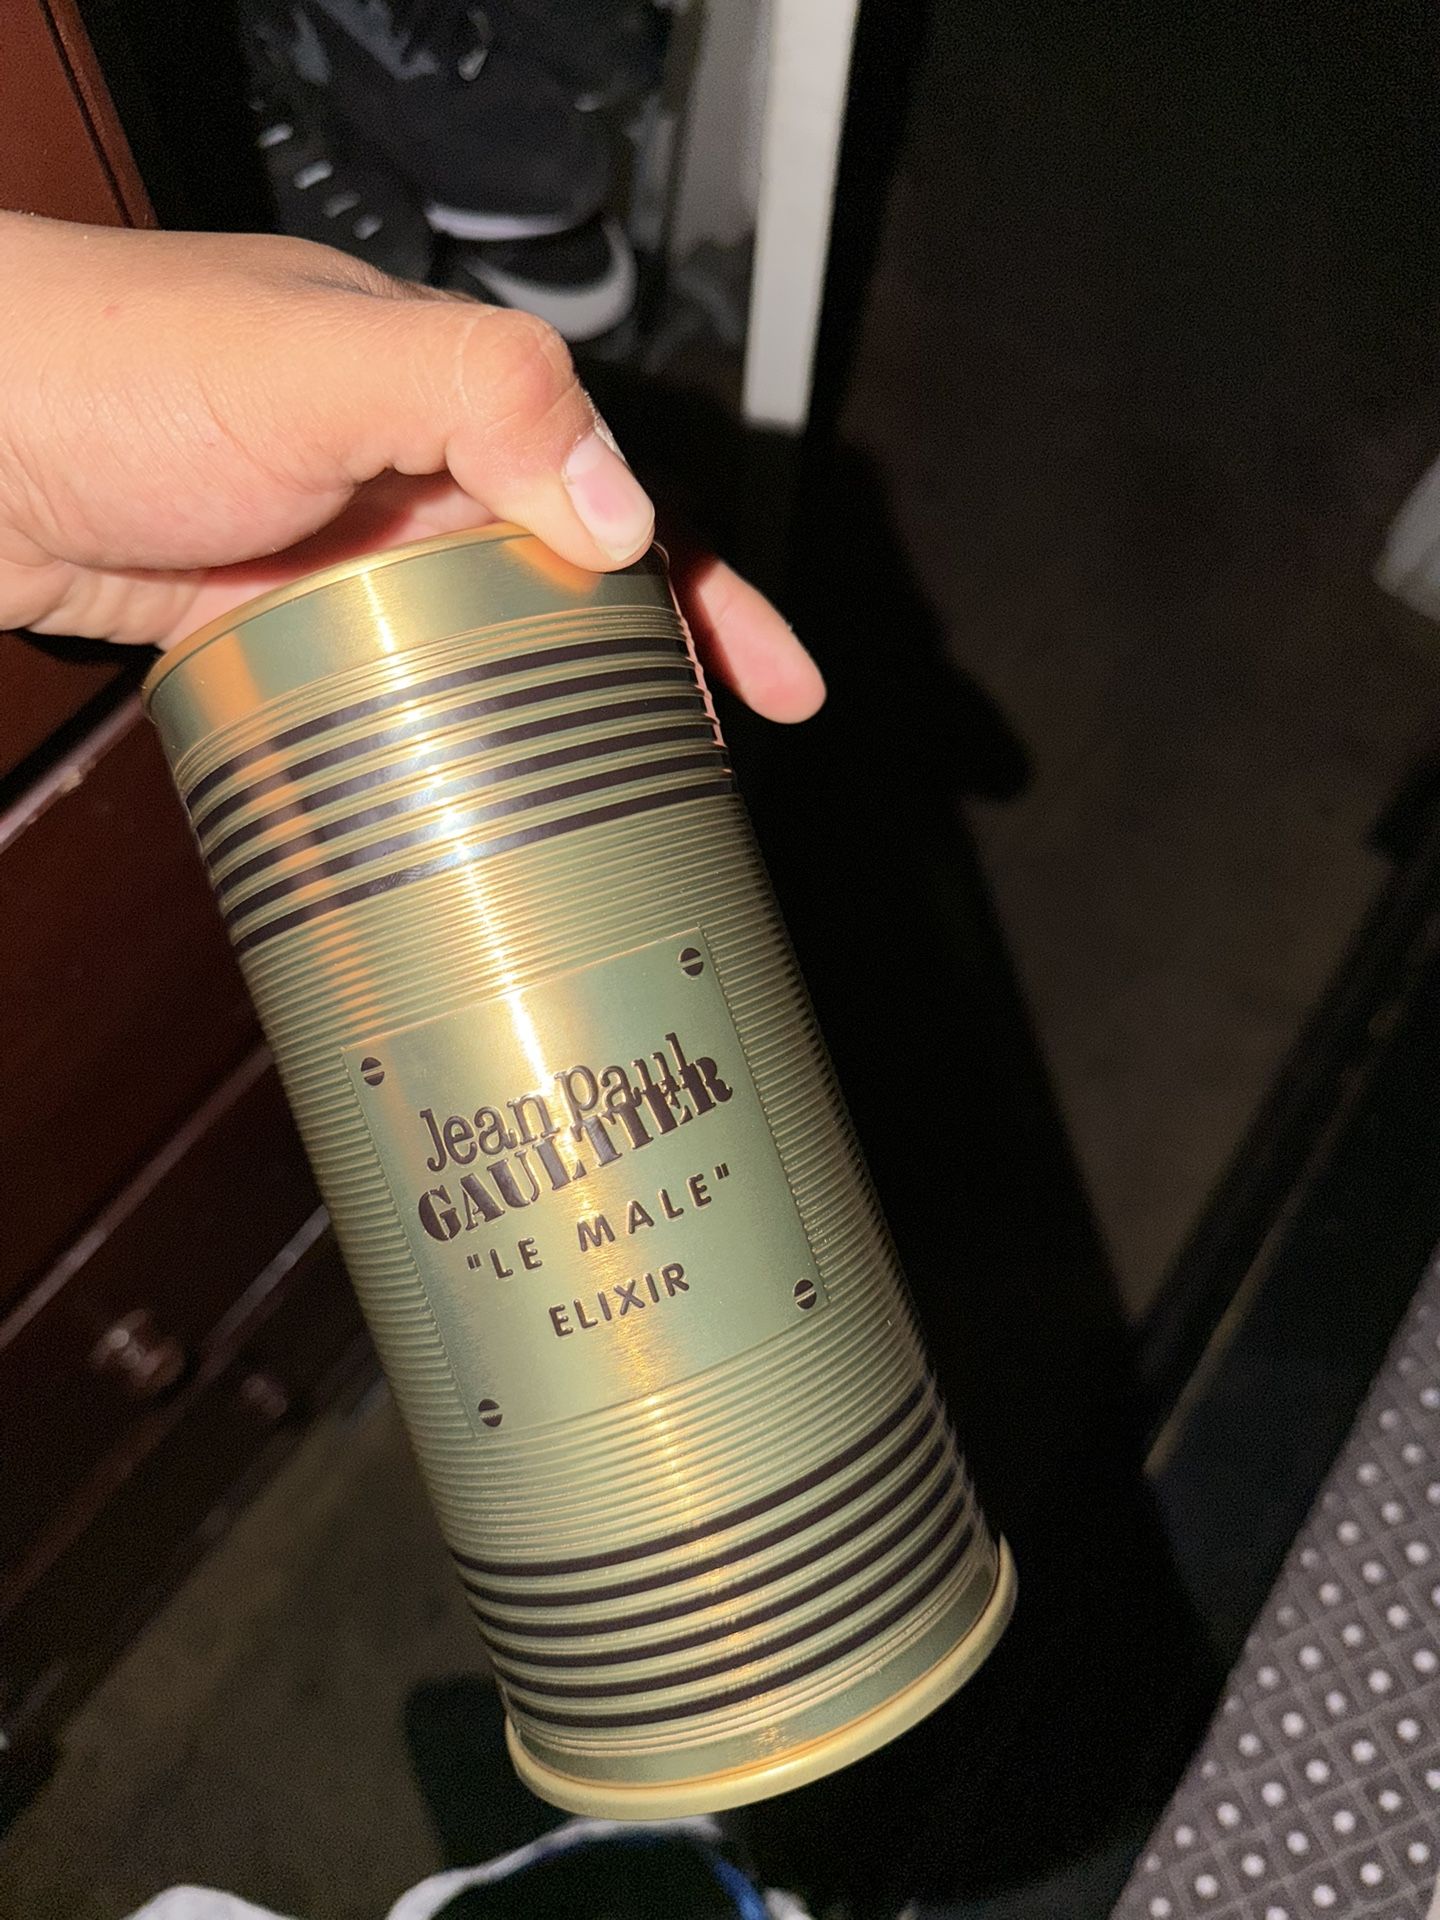 Jean Paul
GAULTIER
"LE MALE"
ELIXIR